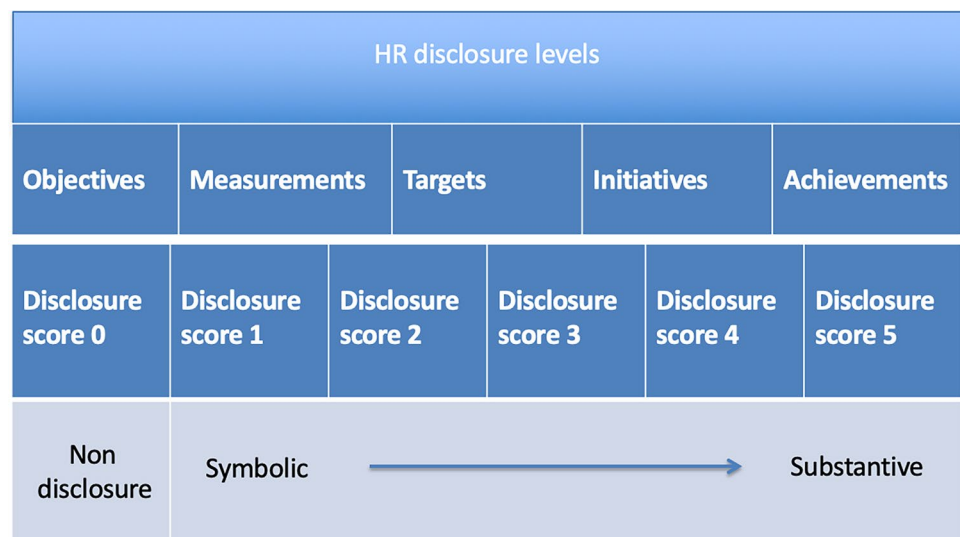 HR disclosure levels
Objectives
Measurements
Targets
Initiatives
Achievements
Disclosure
score 0
Disclosure
score 1
Disclosure
score 2
Disclosure
score 3
Disclosure
score 4
Disclosure
score 5
Non
disclosure
Symbolic
Substantive